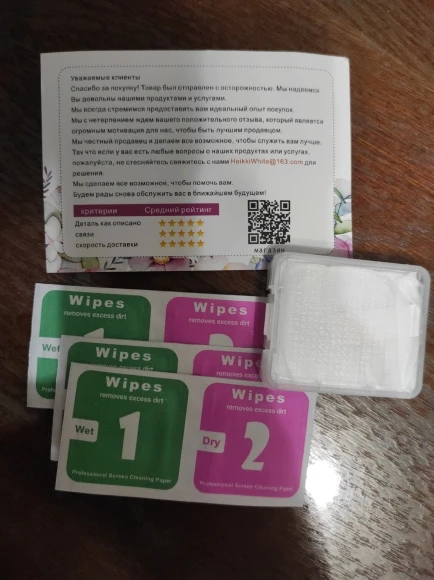 Уважаемые клиенты
Спасибо за покупку! Товар был отправлен с осторожностью. Мы надеемся
Вы довольны нашими продуктами и услугами.
Мы всегда стремимся предоставить вам идеальный опыт покупок.
Мы с нетерпением ждем вашего положительного отзыва, который является
огромным мотивация для нас, чтобы быть лучшим продавцом.
Мы честный продавец и делаем все возможное, чтобы служить вам лучше.
Так что если у вас есть любые вопросы о наших продуктах или услугах,
пожалуйста, не стесняйтесь свяжитесь с нами HeikkiWhite@163.com для
решения.
Мы сделаем все возможное, чтобы помочь вам.
Будем рады снова обслужить вас в ближайшем будущем!
критерии Средний рейтинг
Деталь как описано
связи
скорость доставки
магазин
Wipes
removes excess dirt
Wet
Wipes
removes excess dirt
Wipes
removes excess dirt
Wipes
Wipes
removes excess dirt
Wet 1
Professional Screen Cleaning Paper
Wipes
removes excess dirt
Dry 2
Professional Screen Cleaning Paper